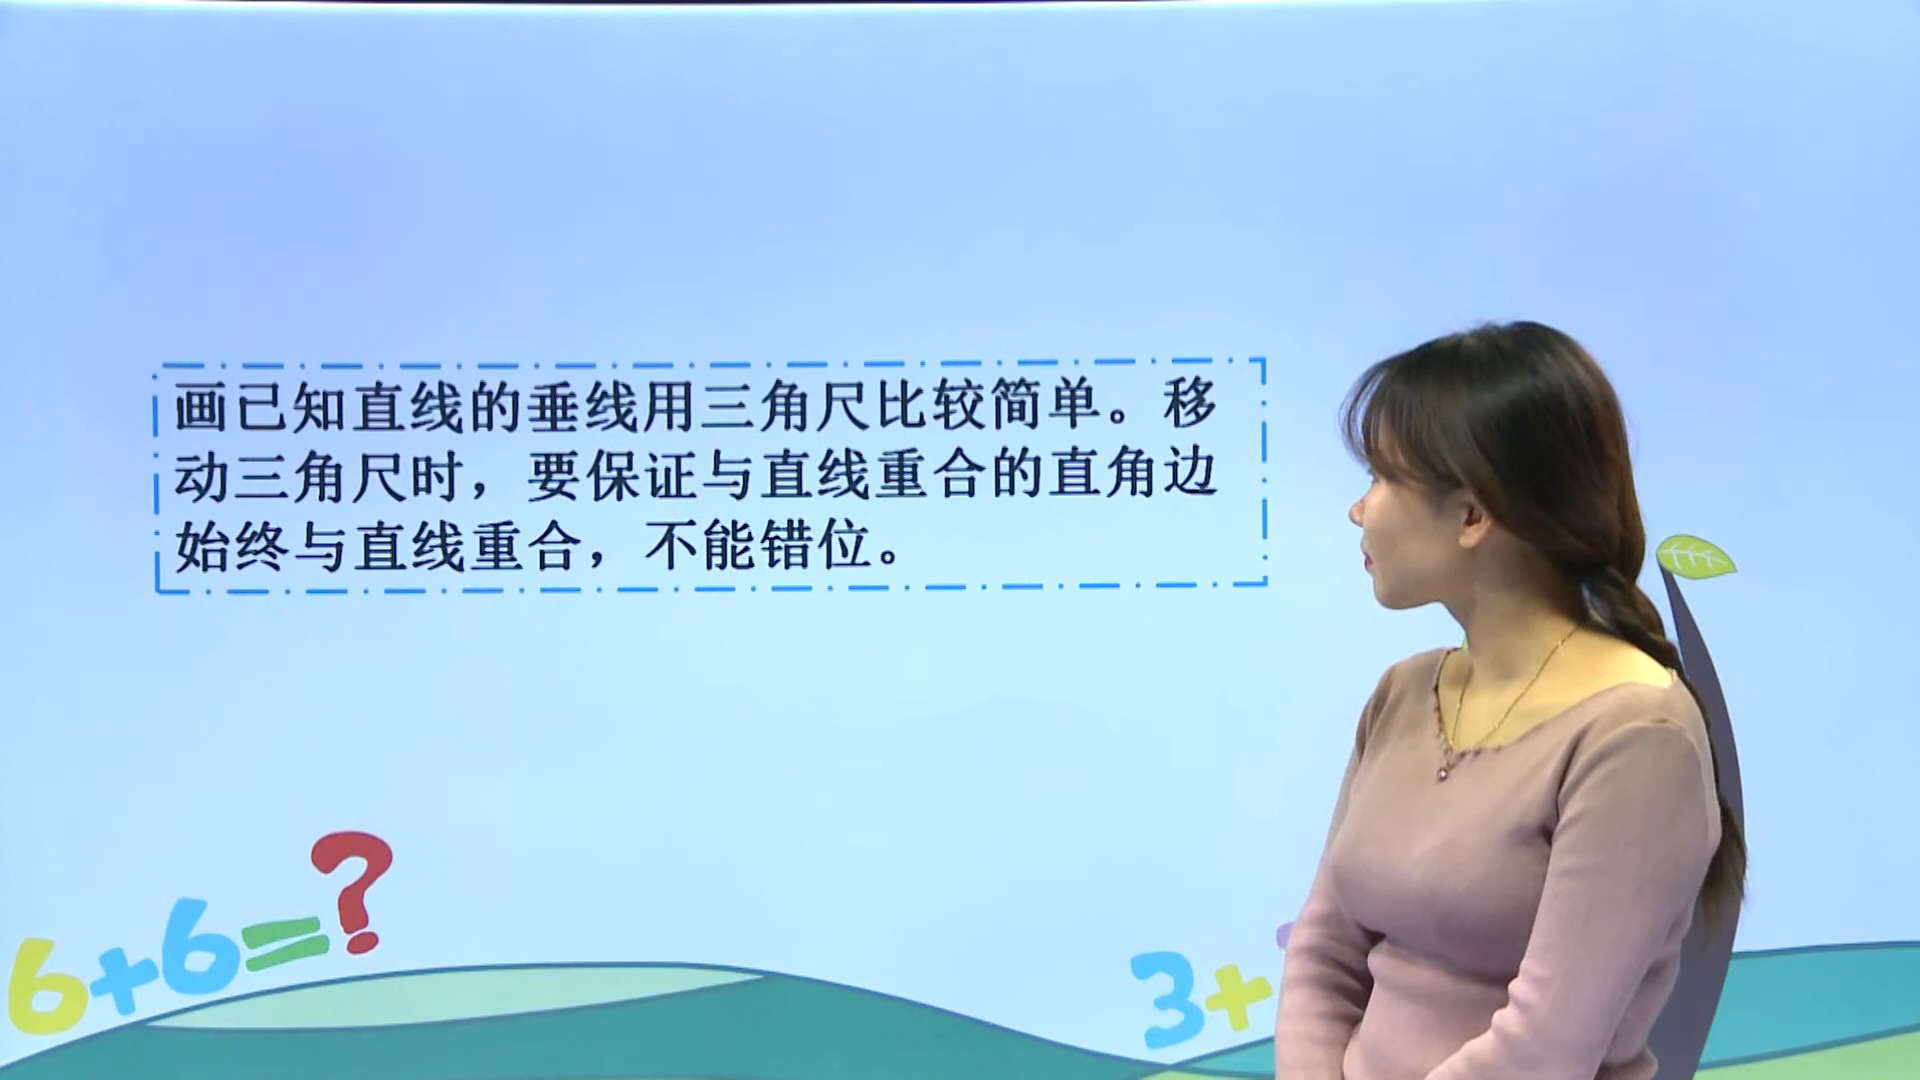 画已知直线的垂线用三角尺比较简单。移
动三角尺时，要保证与直线重合的直角边
始终与直线重合，不能错位。
6+6=?
3+